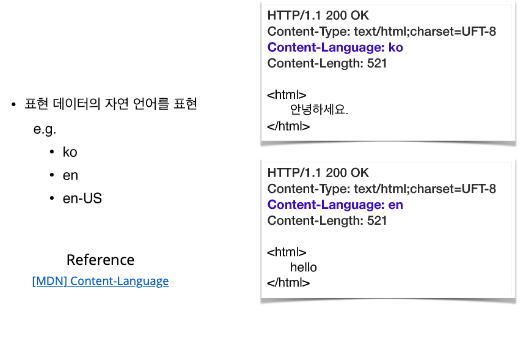 • 표현 데이터의 자연 언어를 표현
e.g.
• ko
• en
• en-US
Reference
[MDN] Content-Language
HTTP/1.1 200 OK
Content-Type: text/html;charset=UFT-8
Content-Language: ko
Content-Length: 521
<html>
안녕하세요.
</html>
HTTP/1.1 200 OK
Content-Type: text/html;charset=UFT-8
Content-Language: en
Content-Length: 521
<html>
hello
</html>